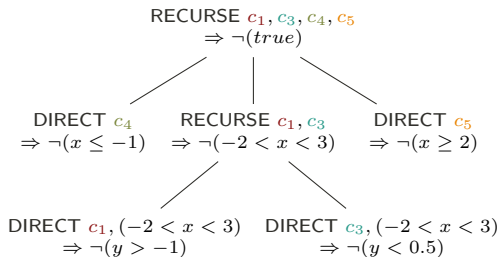 RECURSE c₁, c₃, c₄, c₅
⇒ ¬(true)
DIRECT c₄
⇒ ¬(x ≤ −1)
RECURSE c₁, c₃
⇒ ¬(−2 < x < 3)
DIRECT c₅
⇒ ¬(x ≥ 2)
DIRECT c₁, (−2 < x < 3)
⇒ ¬(y > −1)
DIRECT c₃, (−2 < x < 3)
⇒ ¬(y < 0.5)